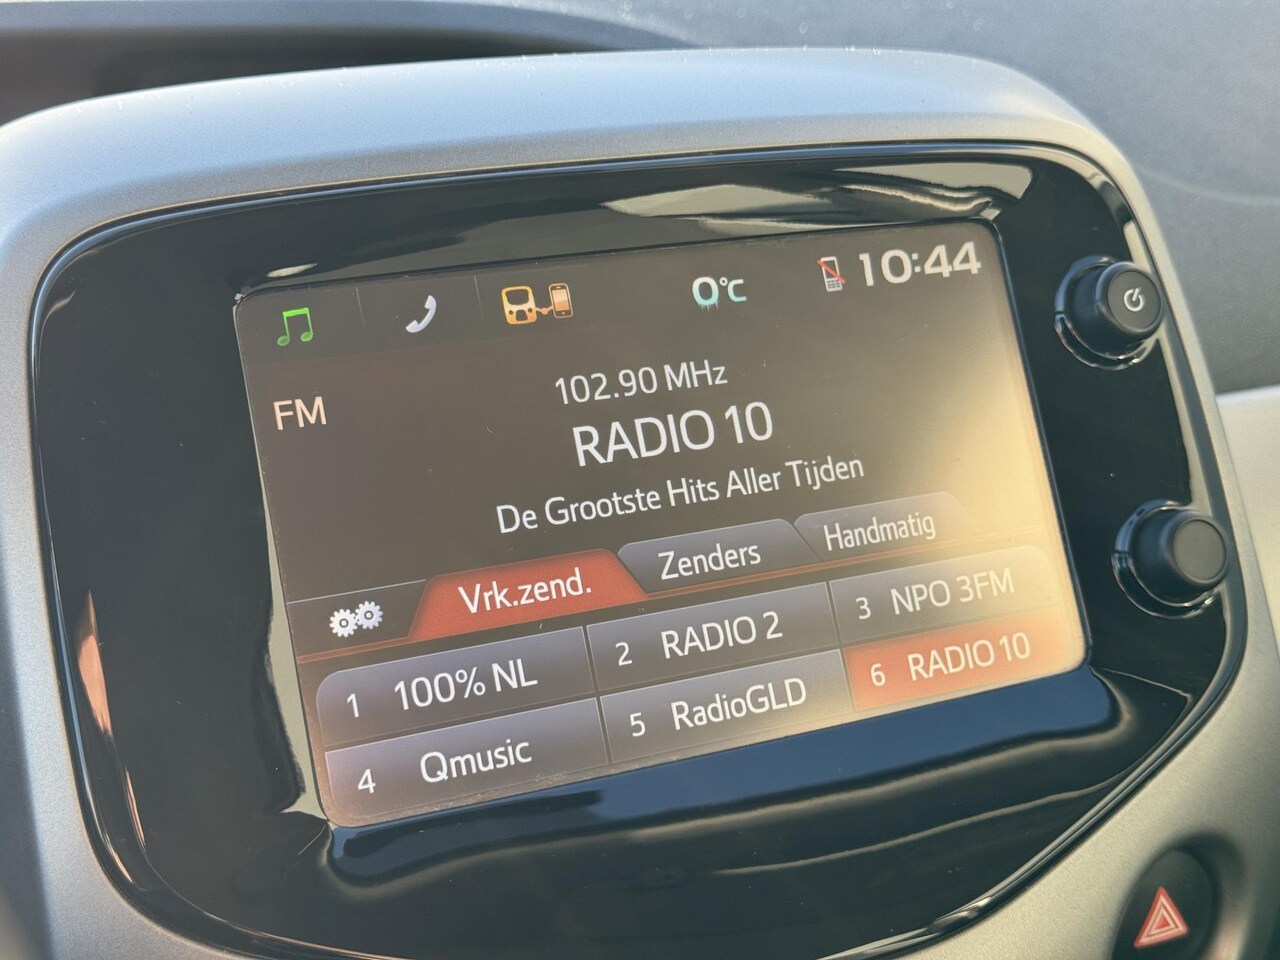 0°C
10:44
FM
102.90 MHz
RADIO 10
De Grootste Hits Aller Tijden
Vrk.zend.
Zenders
Handmatig
1 100% NL
2 RADIO 2
3 NPO 3FM
4 Qmusic
5 RadioGLD
6 RADIO 10